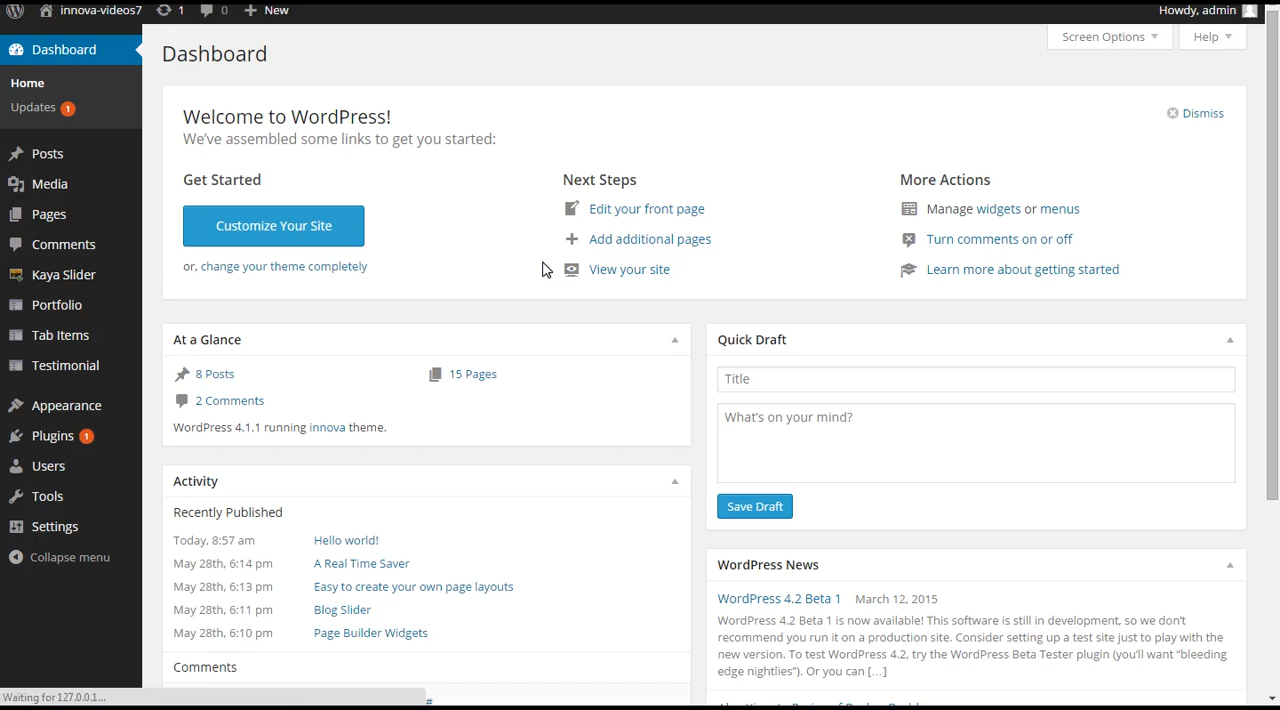 innova-videos7 1 0 New Howdy, admin
Screen Options Help
Dashboard
Home
Updates 1
Posts
Media
Pages
Comments
Kaya Slider
Portfolio
Tab Items
Testimonial
Appearance
Plugins 1
Users
Tools
Settings
Collapse menu
Dashboard
Welcome to WordPress!
We've assembled some links to get you started:
Dismiss
Get Started
Customize Your Site
or, change your theme completely
Next Steps
Edit your front page
Add additional pages
View your site
More Actions
Manage widgets or menus
Turn comments on or off
Learn more about getting started
At a Glance
8 Posts 15 Pages
2 Comments
WordPress 4.1.1 running innova theme.
Activity
Recently Published
Today, 8:57 am Hello world!
May 28th, 6:14 pm A Real Time Saver
May 28th, 6:13 pm Easy to create your own page layouts
May 28th, 6:11 pm Blog Slider
May 28th, 6:10 pm Page Builder Widgets
Comments
#
Quick Draft
Title
What's on your mind?
Save Draft
WordPress News
WordPress 4.2 Beta 1 March 12, 2015
WordPress 4.2 Beta 1 is now available! This software is still in development, so we don't
recommend you run it on a production site. Consider setting up a test site just to play with the
new version. To test WordPress 4.2, try the WordPress Beta Tester plugin (you'll want "bleeding
edge nightlies"). Or you can […]
Waiting for 127.0.0.1...